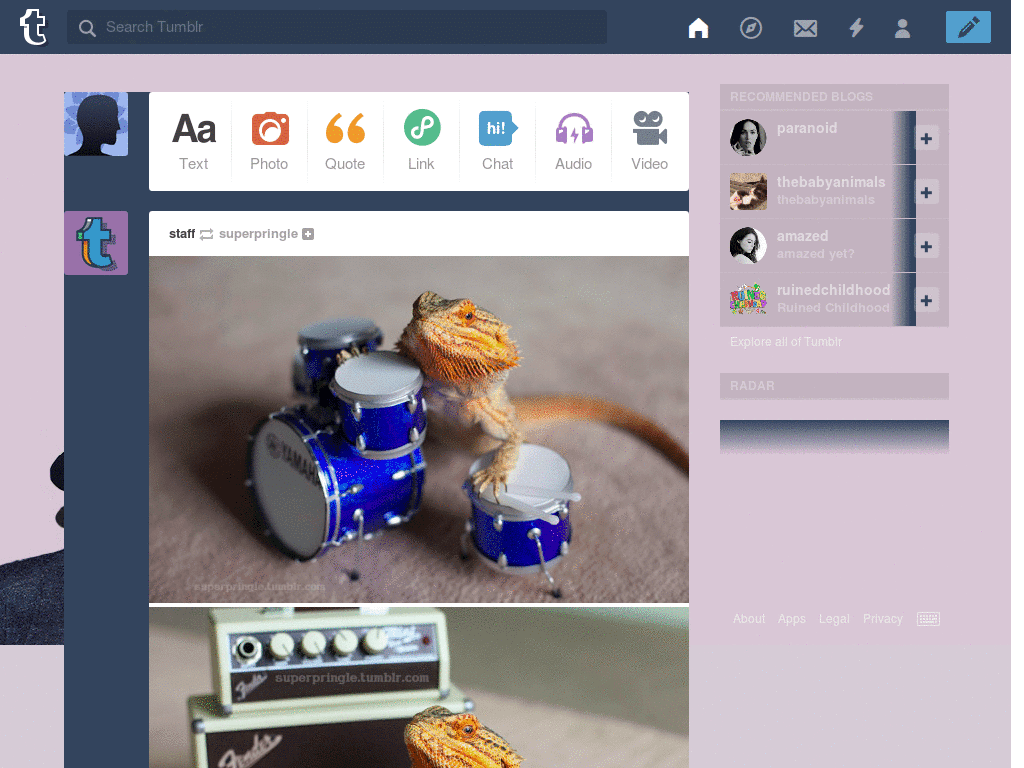 t
Search Tumblr
Aa
hi!
Text
Photo
Quote
Link
Chat
Audio
Video
t
staff superpringle
YAMAHA
superpringle.tumblr.com
Fender
superpringle.tumblr.com
Fender
RECOMMENDED BLOGS
paranoid
thebabyanimals
thebabyanimals
amazed
amazed yet?
ruinedchildhood
Ruined Childhood
Explore all of Tumblr
RADAR
About Apps Legal Privacy